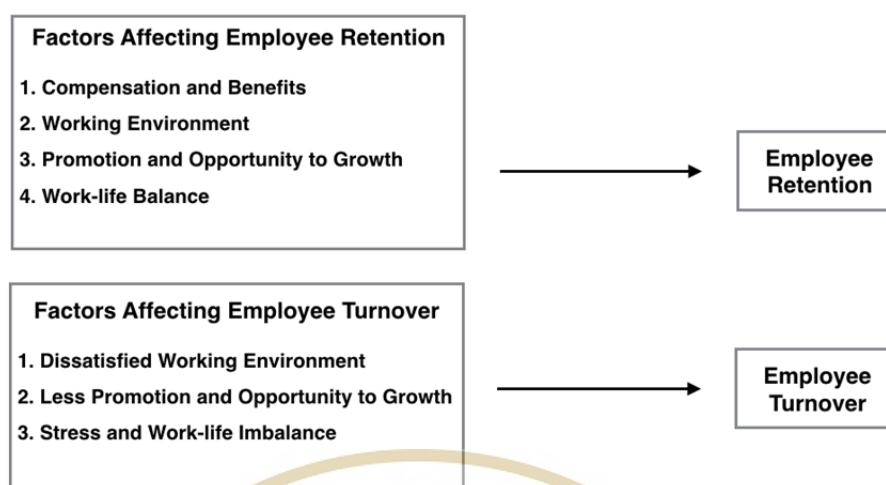 Factors Affecting Employee Retention
1. Compensation and Benefits
2. Working Environment
3. Promotion and Opportunity to Growth
4. Work-life Balance
Employee
Retention
Factors Affecting Employee Turnover
1. Dissatisfied Working Environment
2. Less Promotion and Opportunity to Growth
3. Stress and Work-life Imbalance
Employee
Turnover